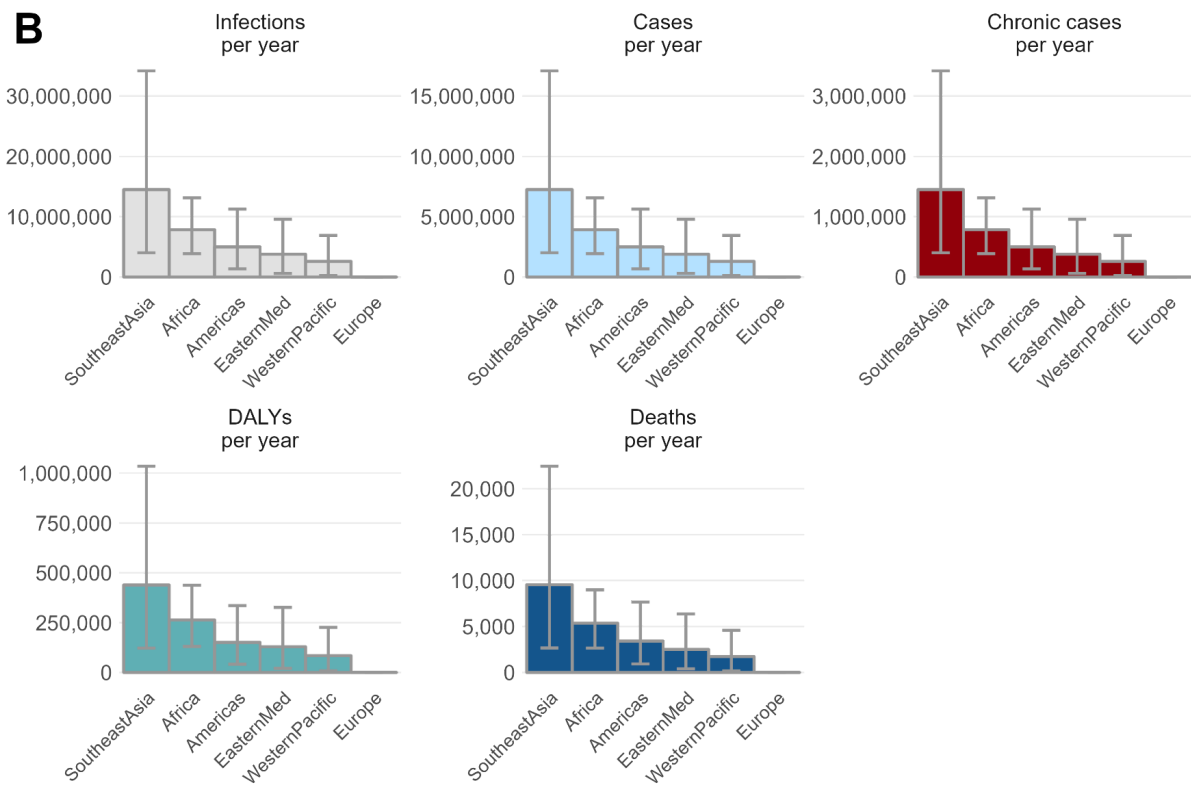 B
Infections
per year
30,000,000
20,000,000
10,000,000
0
SoutheastAsia
Africa
Americas
EasternMed
WesternPacific
Europe
Cases
per year
15,000,000
10,000,000
5,000,000
0
SoutheastAsia
Africa
Americas
EasternMed
WesternPacific
Europe
Chronic cases
per year
3,000,000
2,000,000
1,000,000
0
SoutheastAsia
Africa
Americas
EasternMed
WesternPacific
Europe
DALYs
per year
1,000,000
750,000
500,000
250,000
0
SoutheastAsia
Africa
Americas
EasternMed
WesternPacific
Europe
Deaths
per year
20,000
15,000
10,000
5,000
0
SoutheastAsia
Africa
Americas
EasternMed
WesternPacific
Europe